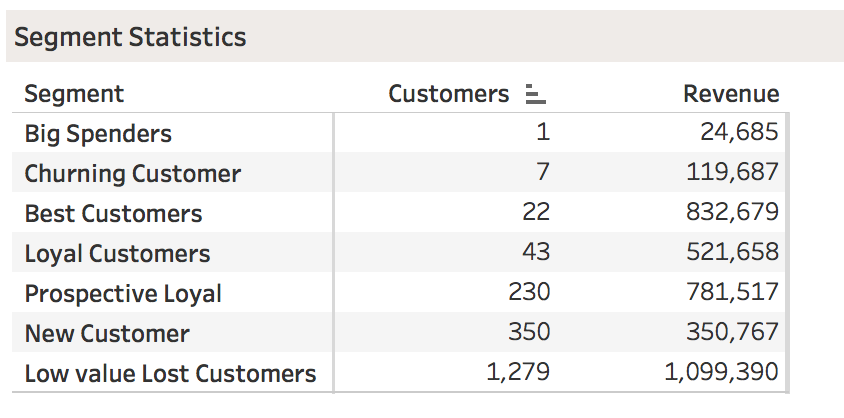 Segment Statistics
Segment Customers Revenue
Big Spenders 1 24,685
Churning Customer 7 119,687
Best Customers 22 832,679
Loyal Customers 43 521,658
Prospective Loyal 230 781,517
New Customer 350 350,767
Low value Lost Customers 1,279 1,099,390